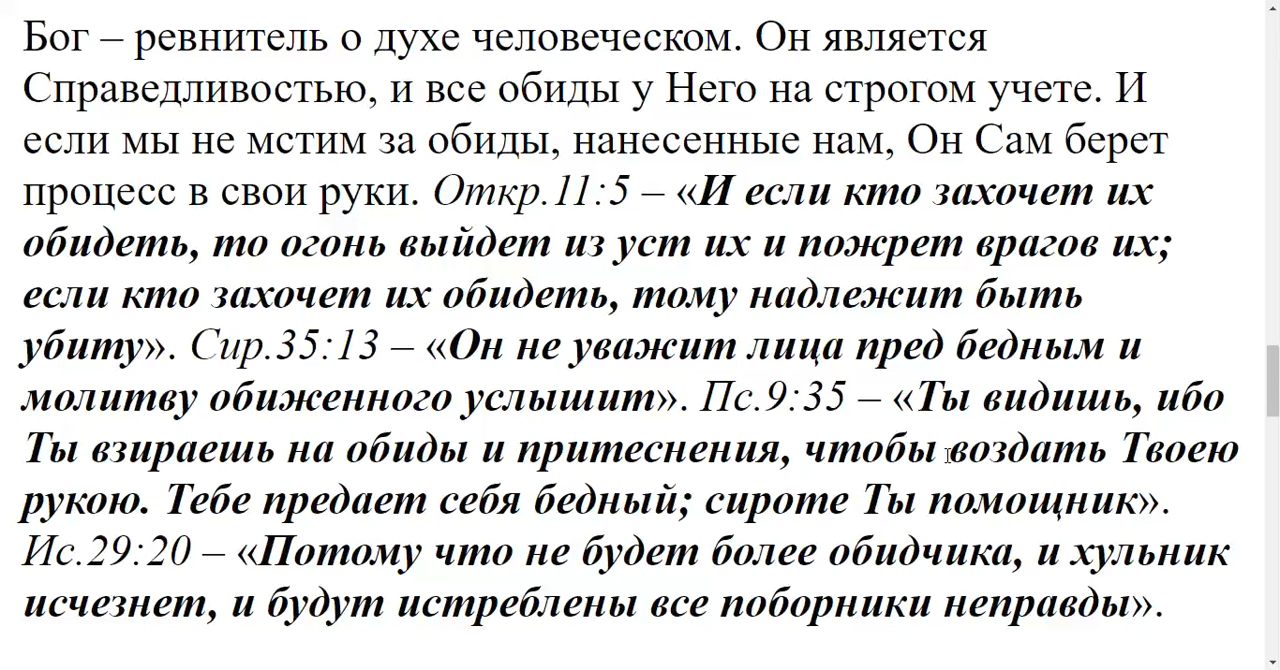 Бог – ревнитель о духе человеческом. Он является
Справедливостью, и все обиды у Него на строгом учете. И
если мы не мстим за обиды, нанесенные нам, Он Сам берет
процесс в свои руки. Откр.11:5 – «И если кто захочет их
обидеть, то огонь выйдет из уст их и пожрет врагов их;
если кто захочет их обидеть, тому надлежит быть
убиту». Сир.35:13 – «Он не уважит лица пред бедным и
молитву обиженного услышит». Пс.9:35 – «Ты видишь, ибо
Ты взираешь на обиды и притеснения, чтобы воздать Твоею
рукою. Тебе предает себя бедный; сироте Ты помощник».
Ис.29:20 – «Потому что не будет более обидчика, и хульник
исчезнет, и будут истреблены все поборники неправды».